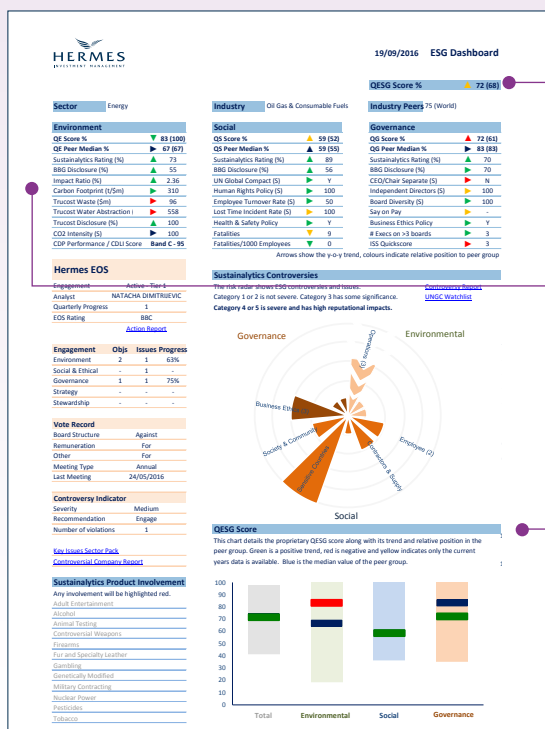 HERMES
INVESTMENT MANAGEMENT
19/09/2016 ESG Dashboard
QESG Score % 72 (68)
Sector Energy
Industry Oil Gas & Consumable Fuels
Industry Peers 75 (World)
Environment
QE Score % 83 (100)
QE Peer Median % 67 (67)
Sustainalytics Rating (%) 73
BBG Disclosure (%) 55
Impact Ratio (%) 2.36
Carbon Footprint (t/$m) 310
Trucost Waste ($m) 96
Trucost Water Abstraction 558
Trucost Disclosure (%) 100
CO2 Intensity (S) 100
CDP Performance / CDLI Score Band C - 95
Social
QS Score % 59 (52)
QS Peer Median % 59 (55)
Sustainalytics Rating (%) 89
BBG Disclosure (%) 56
UN Global Compact (S) Y
Human Rights Policy (S) 100
Employee Turnover Rate (S) 50
Lost Time Incident Rate (S) 100
Health & Safety Policy Y
Fatalities 9
Fatalities/1000 Employees 0
Governance
QG Score % 72 (61)
QG Peer Median % 83 (83)
Sustainalytics Rating (%) 70
BBG Disclosure (%) 70
CEO/Chair Separate (S) N
Independent Directors (S) 100
Board Diversity (S) 100
Say on Pay -
Business Ethics Policy Y
# Execs on >3 boards 3
ISS Quickscore 3
Arrows show the y-o-y trend, colours indicate relative position to peer group
Hermes EOS
Engagement Active - Tier 1
Analyst NATACHA DIMITRIJEVIC
Quarterly Progress 1
EOS Rating BBC
Action Report
Engagement Objs Issues Progress
Environment 2 1 63%
Social & Ethical - 1 -
Governance 1 1 75%
Strategy - - -
Stewardship - - -
Vote Record
Board Structure Against
Remuneration For
Other For
Meeting Type Annual
Last Meeting 24/05/2016
Controversy Indicator
Severity Medium
Recommendation Engage
Number of violations 1
Key Issues Sector Pack
Controversial Company Report
Sustainalytics Product Involvement
Any involvement will be highlighted red.
Adult Entertainment
Alcohol
Animal Testing
Controversial Weapons
Firearms
Fur and Specialty Leather
Gambling
Genetically Modified
Military Contracting
Nuclear Power
Pesticides
Tobacco
Sustainalytics Controversies
The risk radar shows ESG controversies and issues. Controversy Report
Category 1 or 2 is not severe. Category 3 has some significance. UNGC Watchlist
Category 4 or 5 is severe and has high reputational impacts.
Governance
Environmental
Operations (3)
Business Ethics
Society & Community
Sensitive Countries
Contractors & Supply
Employee (2)
Social
QESG Score
This chart details the proprietary QESG score along with its trend and relative position in the
peer group. Green is a positive trend, red is negative and yellow indicates only the current
years data is available. Blue is the median value of the peer group.
100
90
80
70
60
50
40
30
20
10
0
Total Environmental Social Governance